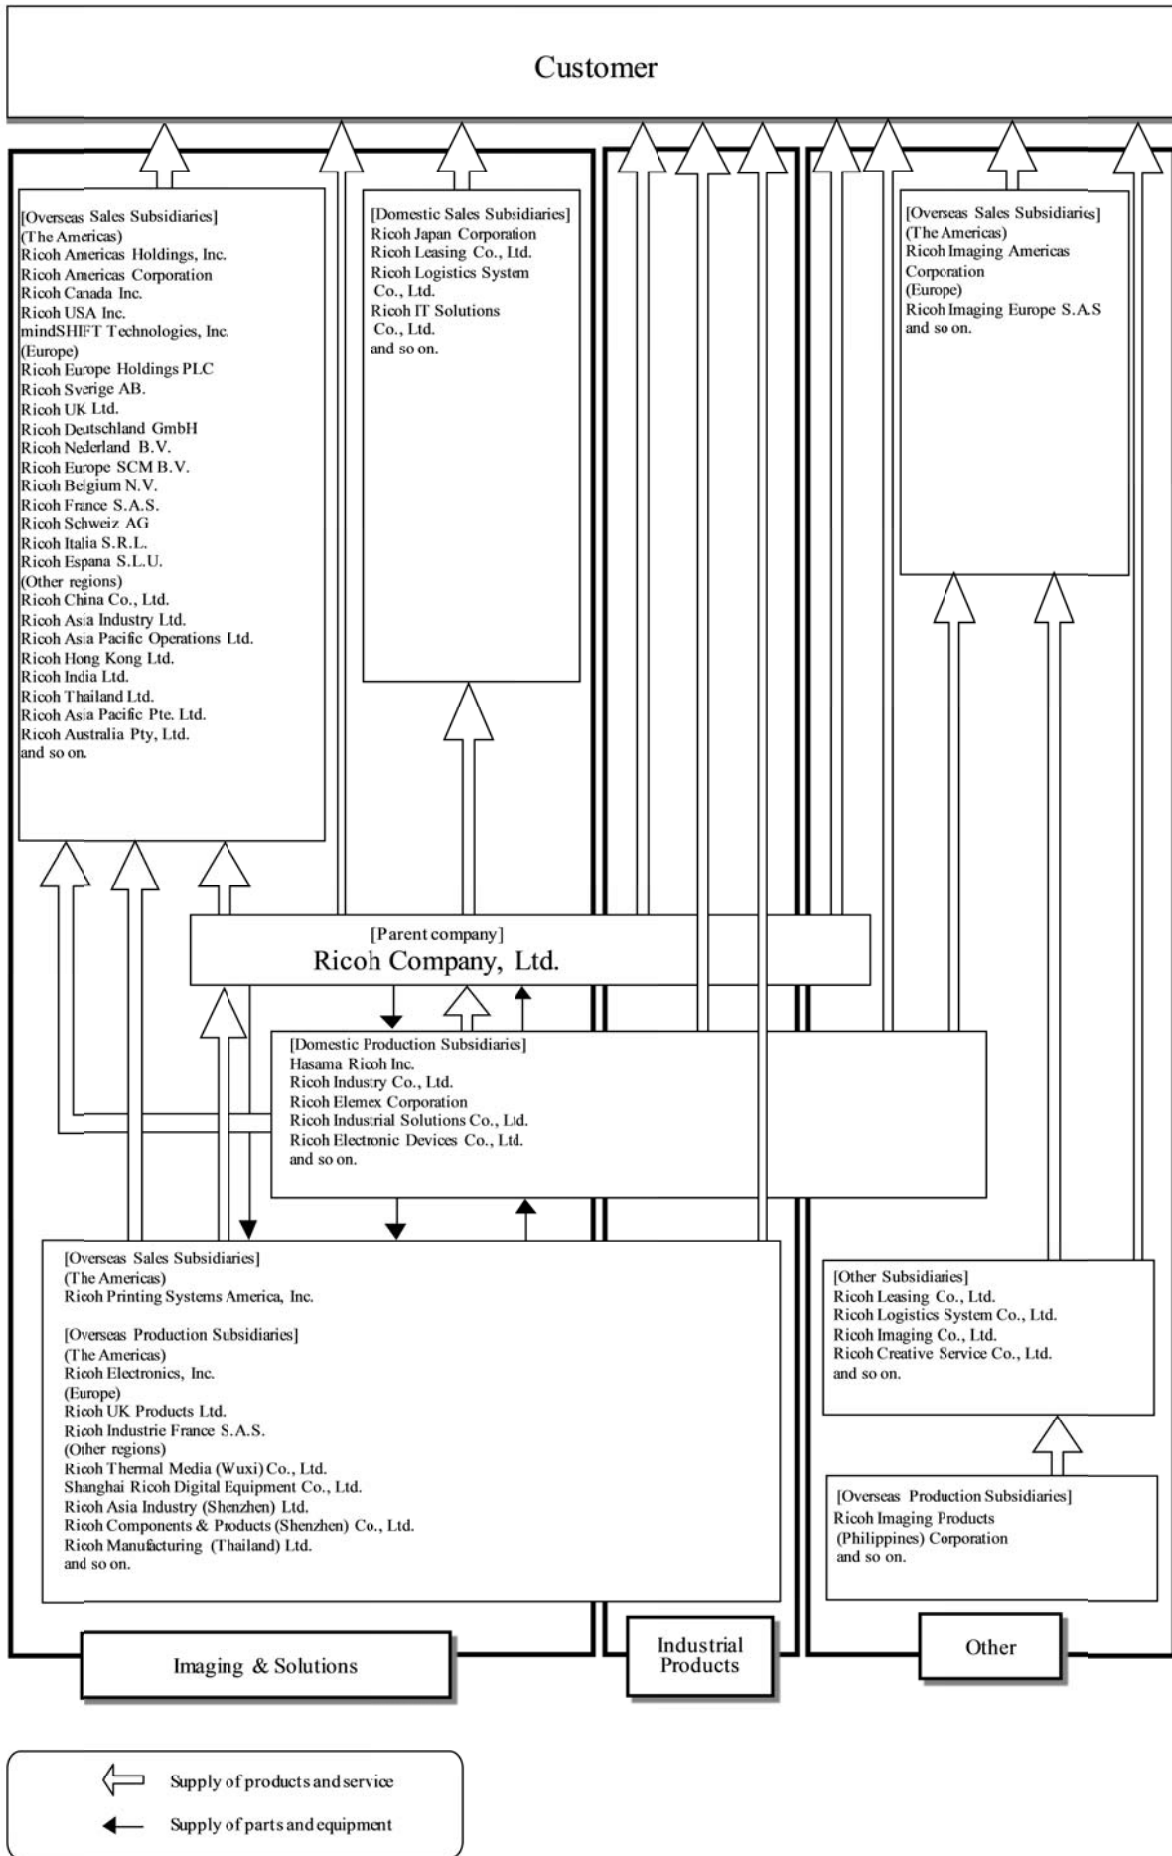 Customer
[Overseas Sales Subsidiaries]
(The Americas)
Ricoh Americas Holdings, Inc.
Ricoh Americas Corporation
Ricoh Canada Inc.
Ricoh USA Inc.
mindSHIFT Technologies, Inc.
(Europe)
Ricoh Europe Holdings PLC
Ricoh Sverige AB.
Ricoh UK Ltd.
Ricoh Deutschland GmbH
Ricoh Nederland B.V.
Ricoh Europe SCM B.V.
Ricoh Belgium N.V.
Ricoh France S.A.S.
Ricoh Schweiz AG
Ricoh Italia S.R.L.
Ricoh Espana S.L.U.
(Other regions)
Ricoh China Co., Ltd.
Ricoh Asia Industry Ltd.
Ricoh Asia Pacific Operations Ltd.
Ricoh Hong Kong Ltd.
Ricoh India Ltd.
Ricoh Thailand Ltd.
Ricoh Asia Pacific Pte. Ltd.
Ricoh Australia Pty, Ltd.
and so on.
[Domestic Sales Subsidiaries]
Ricoh Japan Corporation
Ricoh Leasing Co., Ltd.
Ricoh Logistics System
Co., Ltd.
Ricoh IT Solutions
Co., Ltd.
and so on.
[Overseas Sales Subsidiaries]
(The Americas)
Ricoh Imaging Americas
Corporation
(Europe)
Ricoh Imaging Europe S.A.S
and so on.
[Parent company]
Ricoh Company, Ltd.
[Domestic Production Subsidiaries]
Hasama Ricoh Inc.
Ricoh Industry Co., Ltd.
Ricoh Elemex Corporation
Ricoh Industrial Solutions Co., Ltd.
Ricoh Electronic Devices Co., Ltd.
and so on.
[Overseas Sales Subsidiaries]
(The Americas)
Ricoh Printing Systems America, Inc.
[Overseas Production Subsidiaries]
(The Americas)
Ricoh Electronics, Inc.
(Europe)
Ricoh UK Products Ltd.
Ricoh Industrie France S.A.S.
(Other regions)
Ricoh Thermal Media (Wuxi) Co., Ltd.
Shanghai Ricoh Digital Equipment Co., Ltd.
Ricoh Asia Industry (Shenzhen) Ltd.
Ricoh Components & Products (Shenzhen) Co., Ltd.
Ricoh Manufacturing (Thailand) Ltd.
and so on.
[Other Subsidiaries]
Ricoh Leasing Co., Ltd.
Ricoh Logistics System Co., Ltd.
Ricoh Imaging Co., Ltd.
Ricoh Creative Service Co., Ltd.
and so on.
[Overseas Production Subsidiaries]
Ricoh Imaging Products
(Philippines) Corporation
and so on.
Imaging & Solutions
Industrial
Products
Other
Supply of products and service
Supply of parts and equipment